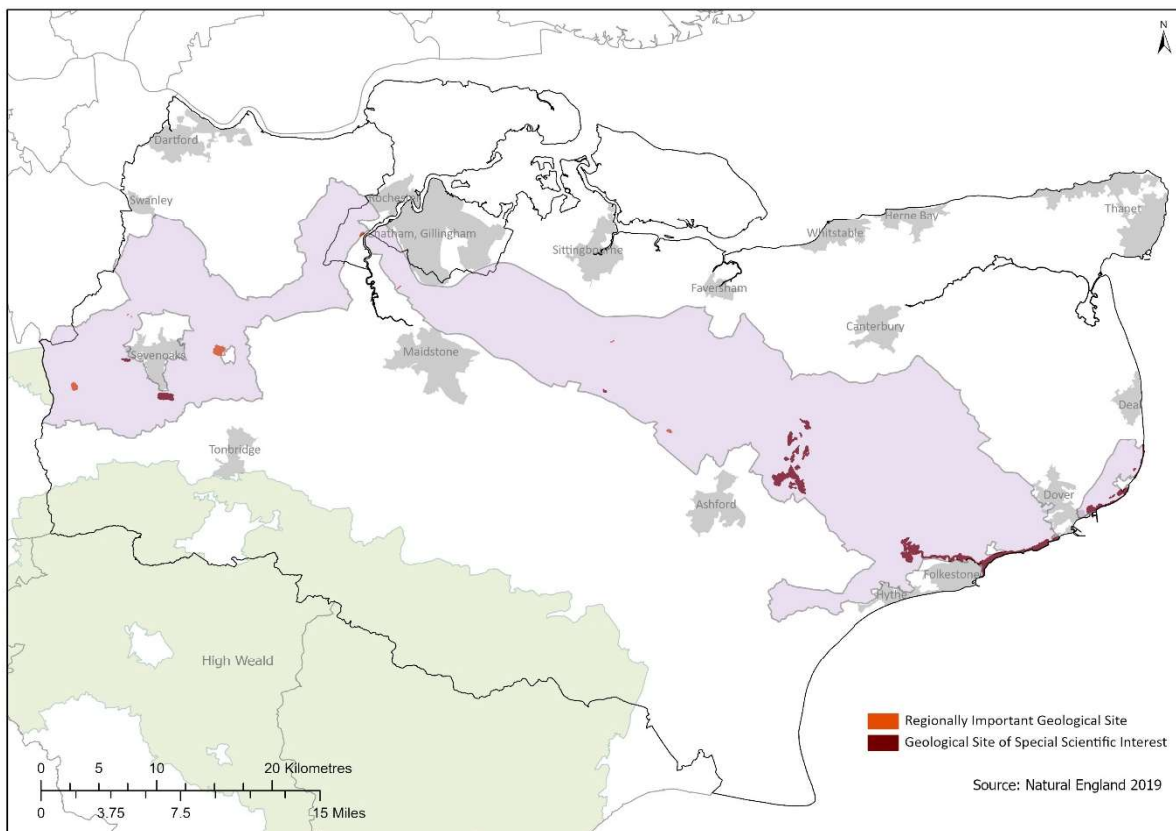 N
Dartford
Swanley
Rochester
Chatham, Gillingham
Sittingbourne
Whitstable
Herne Bay
Thanet
Faversham
Canterbury
Sevenoaks
Maidstone
Deal
Tonbridge
Ashford
Dover
Folkestone
Hythe
High Weald
Regionally Important Geological Site
Geological Site of Special Scientific Interest
Source: Natural England 2019
0 5 10 20 Kilometres
0 3.75 7.5 15 Miles